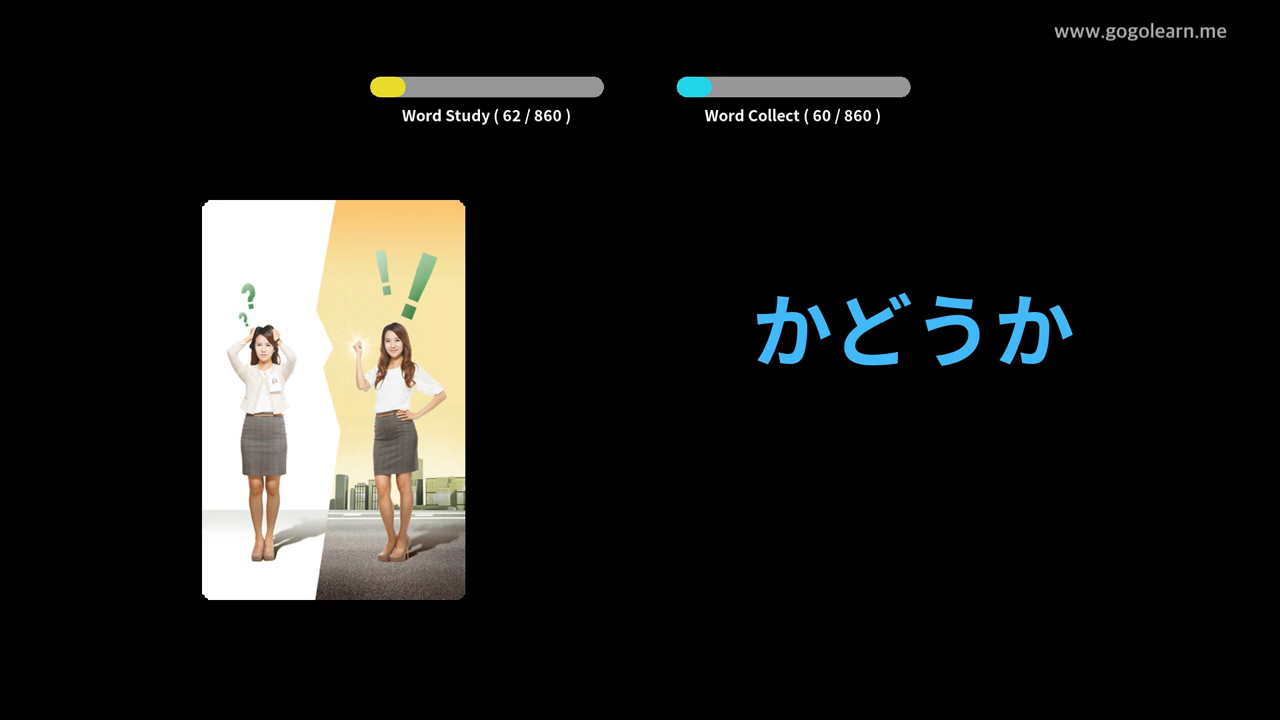 www.gogolearn.me
Word Study ( 62 / 860 )
Word Collect ( 60 / 860 )
? ? ! !
かどうか